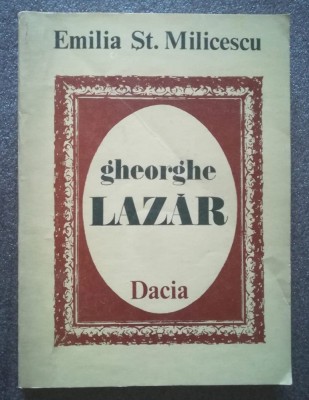 Emilia Șt. Milicescu
gheorghe
LAZĂR
Dacia